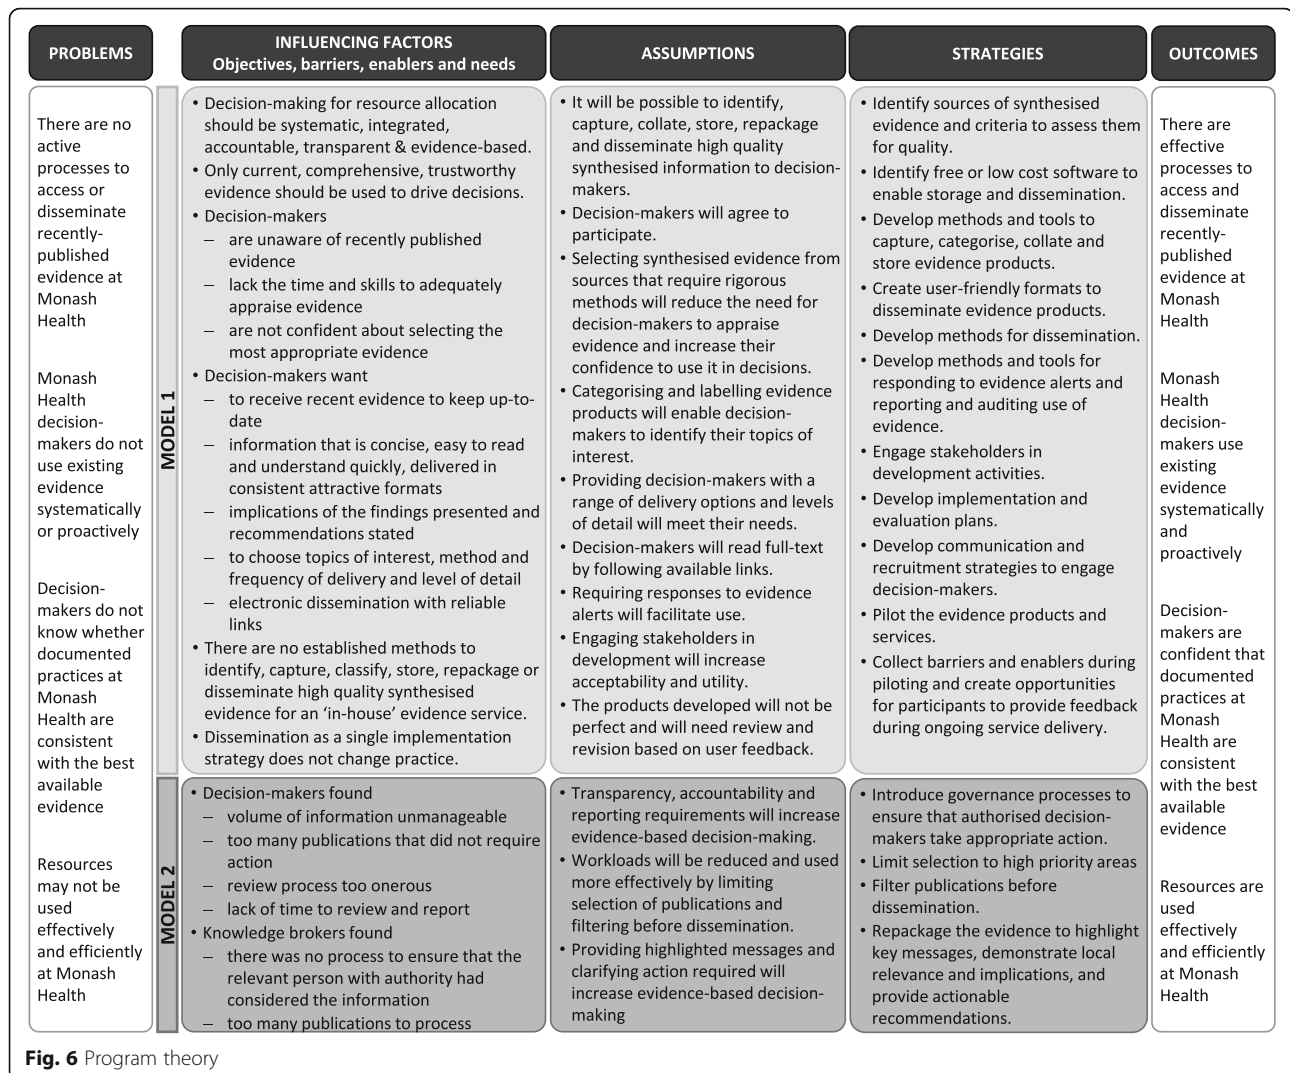 PROBLEMS
There are no
active
processes to
access or
disseminate
recently-
published
evidence at
Monash
Health
Monash
Health
decision-
makers do not
use existing
evidence
systematically
or proactively
Decision-
makers do not
know whether
documented
practices at
Monash
Health are
consistent
with the best
available
evidence
Resources
may not be
used
effectively
and efficiently
at Monash
Health
MODEL 1
MODEL 2
INFLUENCING FACTORS
Objectives, barriers, enablers and needs
• Decision-making for resource allocation
should be systematic, integrated,
accountable, transparent & evidence-based.
• Only current, comprehensive, trustworthy
evidence should be used to drive decisions.
• Decision-makers
– are unaware of recently published
evidence
– lack the time and skills to adequately
appraise evidence
– are not confident about selecting the
most appropriate evidence
• Decision-makers want
– to receive recent evidence to keep up-to-
date
– information that is concise, easy to read
and understand quickly, delivered in
consistent attractive formats
– implications of the findings presented and
recommendations stated
– to choose topics of interest, method and
frequency of delivery and level of detail
– electronic dissemination with reliable
links
• There are no established methods to
identify, capture, classify, store, repackage or
disseminate high quality synthesised
evidence for an ‘in-house’ evidence service.
• Dissemination as a single implementation
strategy does not change practice.
• Decision-makers found
– volume of information unmanageable
– too many publications that did not require
action
– review process too onerous
– lack of time to review and report
• Knowledge brokers found
– there was no process to ensure that the
relevant person with authority had
considered the information
– too many publications to process
ASSUMPTIONS
• It will be possible to identify,
capture, collate, store, repackage
and disseminate high quality
synthesised information to decision-
makers.
• Decision-makers will agree to
participate.
• Selecting synthesised evidence from
sources that require rigorous
methods will reduce the need for
decision-makers to appraise
evidence and increase their
confidence to use it in decisions.
• Categorising and labelling evidence
products will enable decision-
makers to identify their topics of
interest.
• Providing decision-makers with a
range of delivery options and levels
of detail will meet their needs.
• Decision-makers will read full-text
by following available links.
• Requiring responses to evidence
alerts will facilitate use.
• Engaging stakeholders in
development will increase
acceptability and utility.
• The products developed will not be
perfect and will need review and
revision based on user feedback.
• Transparency, accountability and
reporting requirements will increase
evidence-based decision-making.
• Workloads will be reduced and used
more effectively by limiting
selection of publications and
filtering before dissemination.
• Providing highlighted messages and
clarifying action required will
increase evidence-based decision-
making
STRATEGIES
• Identify sources of synthesised
evidence and criteria to assess them
for quality.
• Identify free or low cost software to
enable storage and dissemination.
• Develop methods and tools to
capture, categorise, collate and
store evidence products.
• Create user-friendly formats to
disseminate evidence products.
• Develop methods for dissemination.
• Develop methods and tools for
responding to evidence alerts and
reporting and auditing use of
evidence.
• Engage stakeholders in
development activities.
• Develop implementation and
evaluation plans.
• Develop communication and
recruitment strategies to engage
decision-makers.
• Pilot the evidence products and
services.
• Collect barriers and enablers during
piloting and create opportunities
for participants to provide feedback
during ongoing service delivery.
• Introduce governance processes to
ensure that authorised decision-
makers take appropriate action.
• Limit selection to high priority areas
• Filter publications before
dissemination.
• Repackage the evidence to highlight
key messages, demonstrate local
relevance and implications, and
provide actionable
recommendations.
OUTCOMES
There are
effective
processes to
access and
disseminate
recently-
published
evidence at
Monash
Health
Monash
Health
decision-
makers use
existing
evidence
systematically
and
proactively
Decision-
makers are
confident that
documented
practices at
Monash
Health are
consistent
with the best
available
evidence
Resources are
used
effectively
and efficiently
at Monash
Health
Fig. 6 Program theory